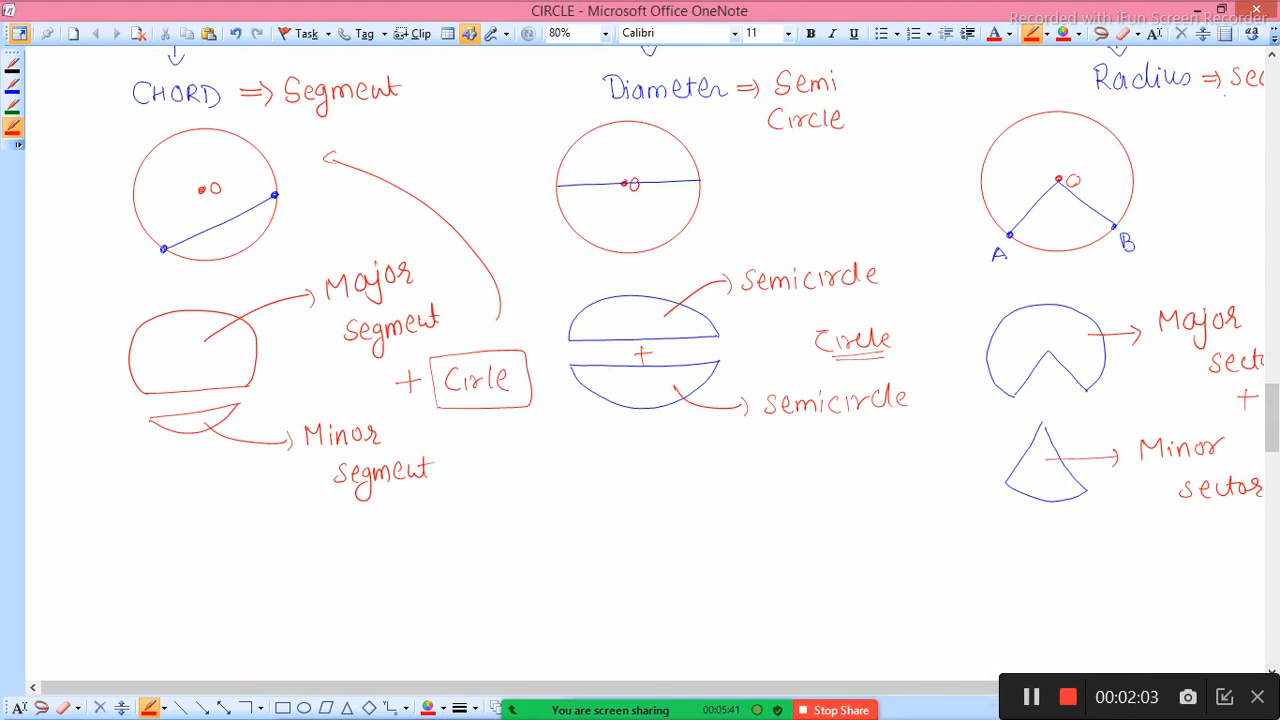 CIRCLE - Microsoft Office OneNote
Recorded with iFun Screen Recorder
80%
Task
Tag
Clip
Calibri
11
B I U
CHORD => Segment
Diameter => Semi
Circle
Radius => Sec
O
O
O
A
B
Major
segment
+
Cirle
Minor
segment
Semicircle
+
Circle
semicircle
Major
secto
+
Minor
sector
You are screen sharing
00:05:41
Stop Share
00:02:03